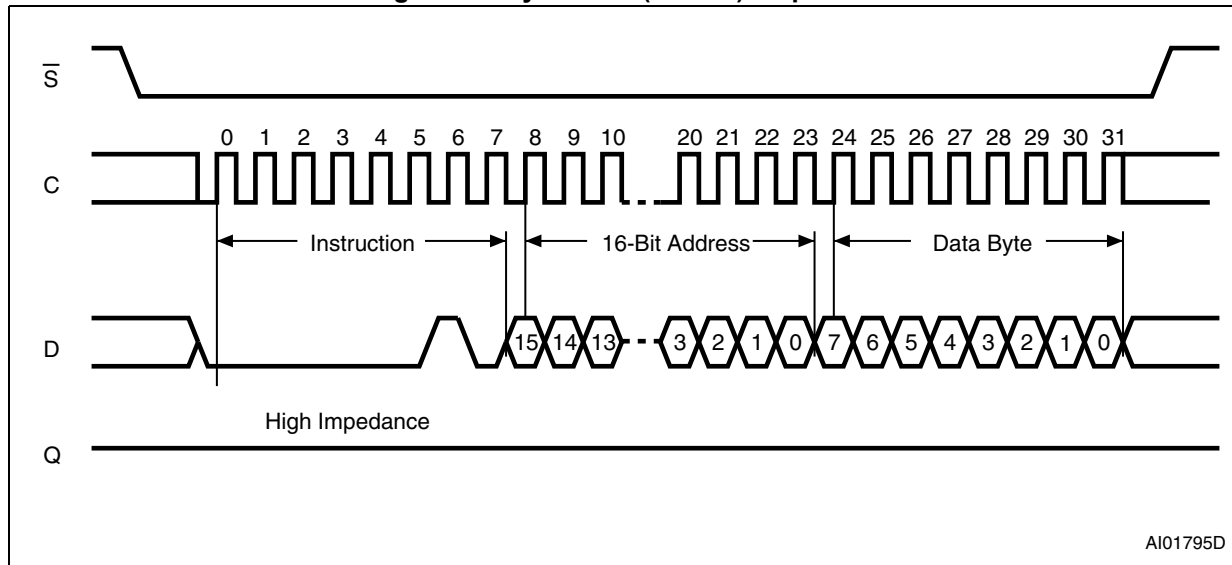 S
0 1 2 3 4 5 6 7 8 9 10 20 21 22 23 24 25 26 27 28 29 30 31
C
Instruction 16-Bit Address Data Byte
D 15 14 13 3 2 1 0 7 6 5 4 3 2 1 0
High Impedance
Q
AI01795D